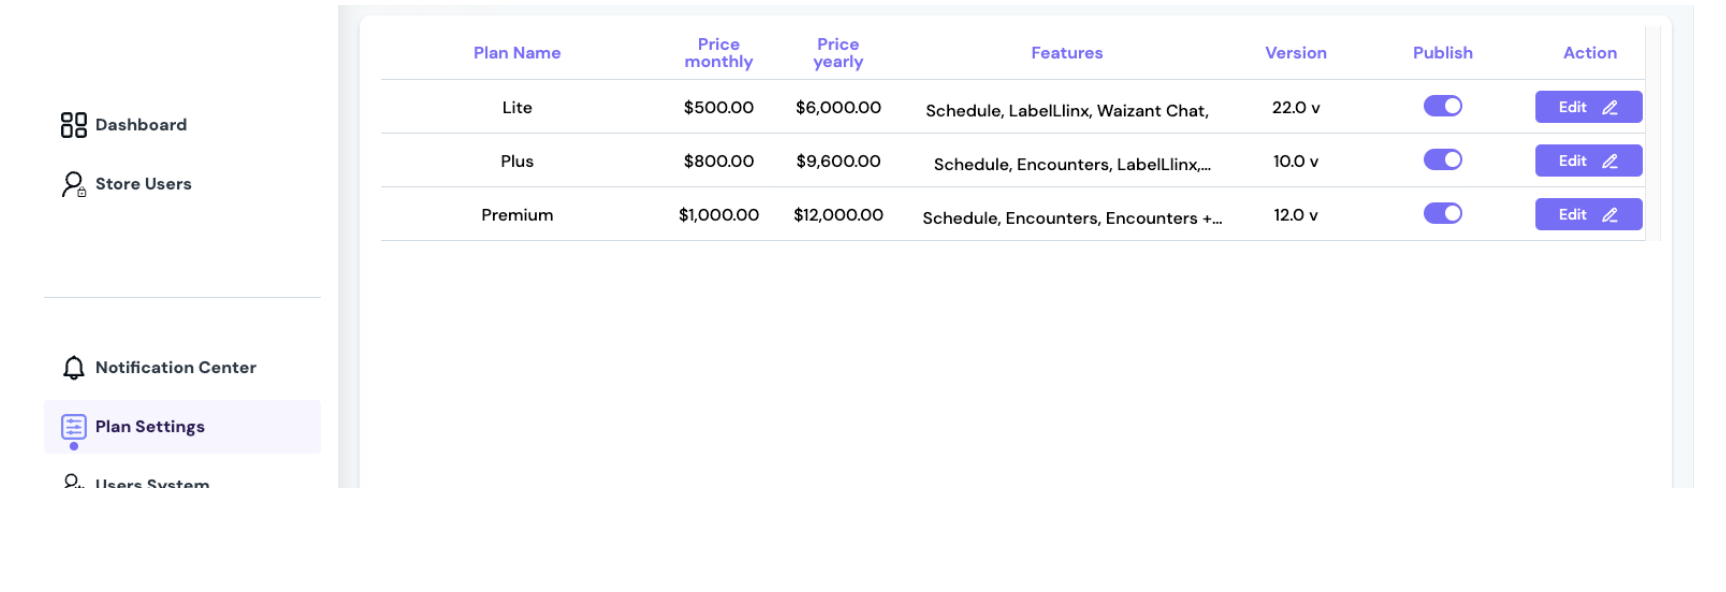 Dashboard
Store Users
Notification Center
Plan Settings
Users System
Plan Name Price monthly Price yearly Features Version Publish Action
Lite $500.00 $6,000.00 Schedule, LabelLlinx, Waizant Chat, 22.0 v Edit
Plus $800.00 $9,600.00 Schedule, Encounters, LabelLlinx,... 10.0 v Edit
Premium $1,000.00 $12,000.00 Schedule, Encounters, Encounters +... 12.0 v Edit